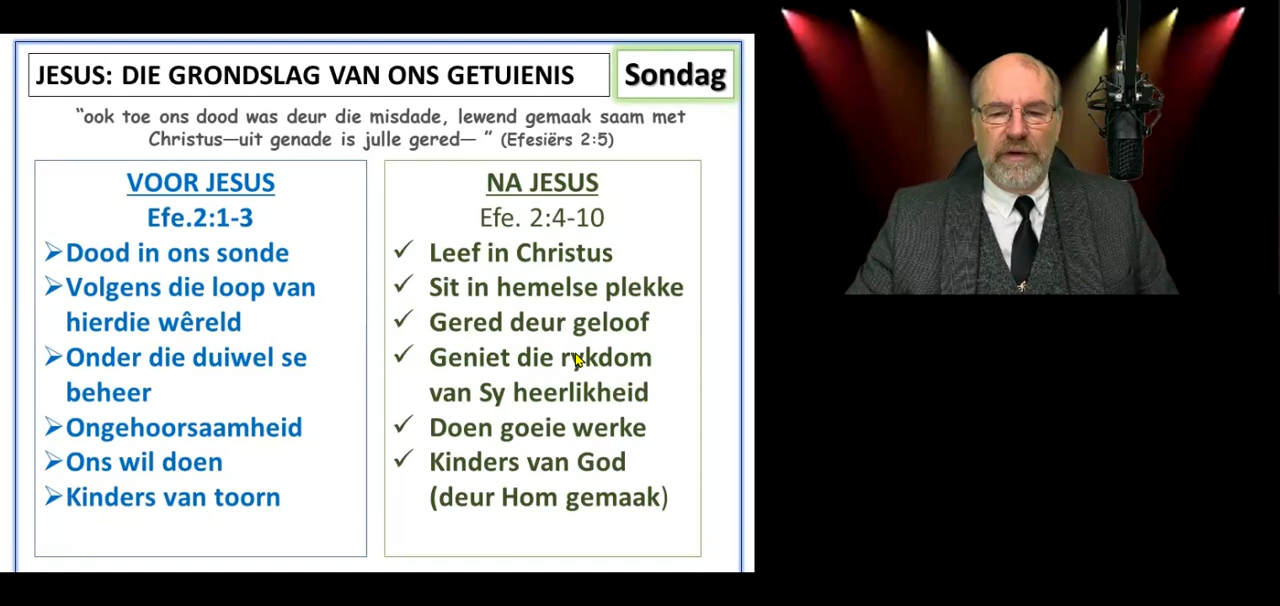 JESUS: DIE GRONDSLAG VAN ONS GETUIENIS
Sondag
“ook toe ons dood was deur die misdade, lewend gemaak saam met
Christus—uit genade is julle gered— ” (Efesiërs 2:5)
VOOR JESUS
Efe.2:1-3
Dood in ons sonde
Volgens die loop van
hierdie wêreld
Onder die duiwel se
beheer
Ongehoorsaamheid
Ons wil doen
Kinders van toorn
NA JESUS
Efe. 2:4-10
Leef in Christus
Sit in hemelse plekke
Gered deur geloof
Geniet die rykdom
van Sy heerlikheid
Doen goeie werke
Kinders van God
(deur Hom gemaak)